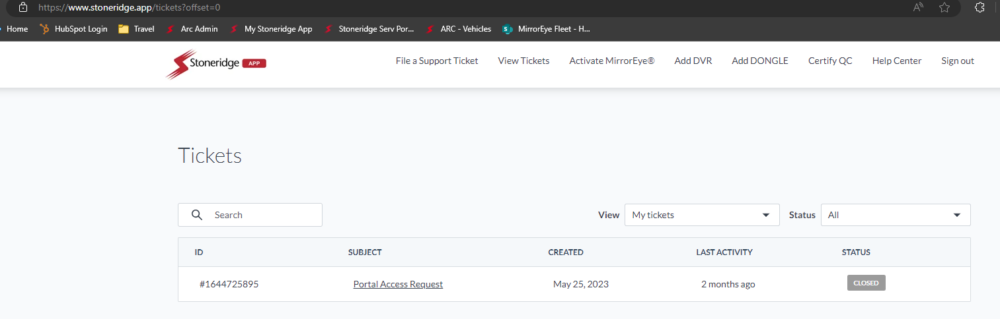 https://www.stoneridge.app/tickets?offset=0
Home HubSpot Login Travel Arc Admin My Stoneridge App Stoneridge Serv Por... ARC - Vehicles MirrorEye Fleet - H...
Stoneridge APP File a Support Ticket View Tickets Activate MirrorEye® Add DVR Add DONGLE Certify QC Help Center Sign out
Tickets
Search View My tickets Status All
ID SUBJECT CREATED LAST ACTIVITY STATUS
#1644725895 Portal Access Request May 25, 2023 2 months ago CLOSED